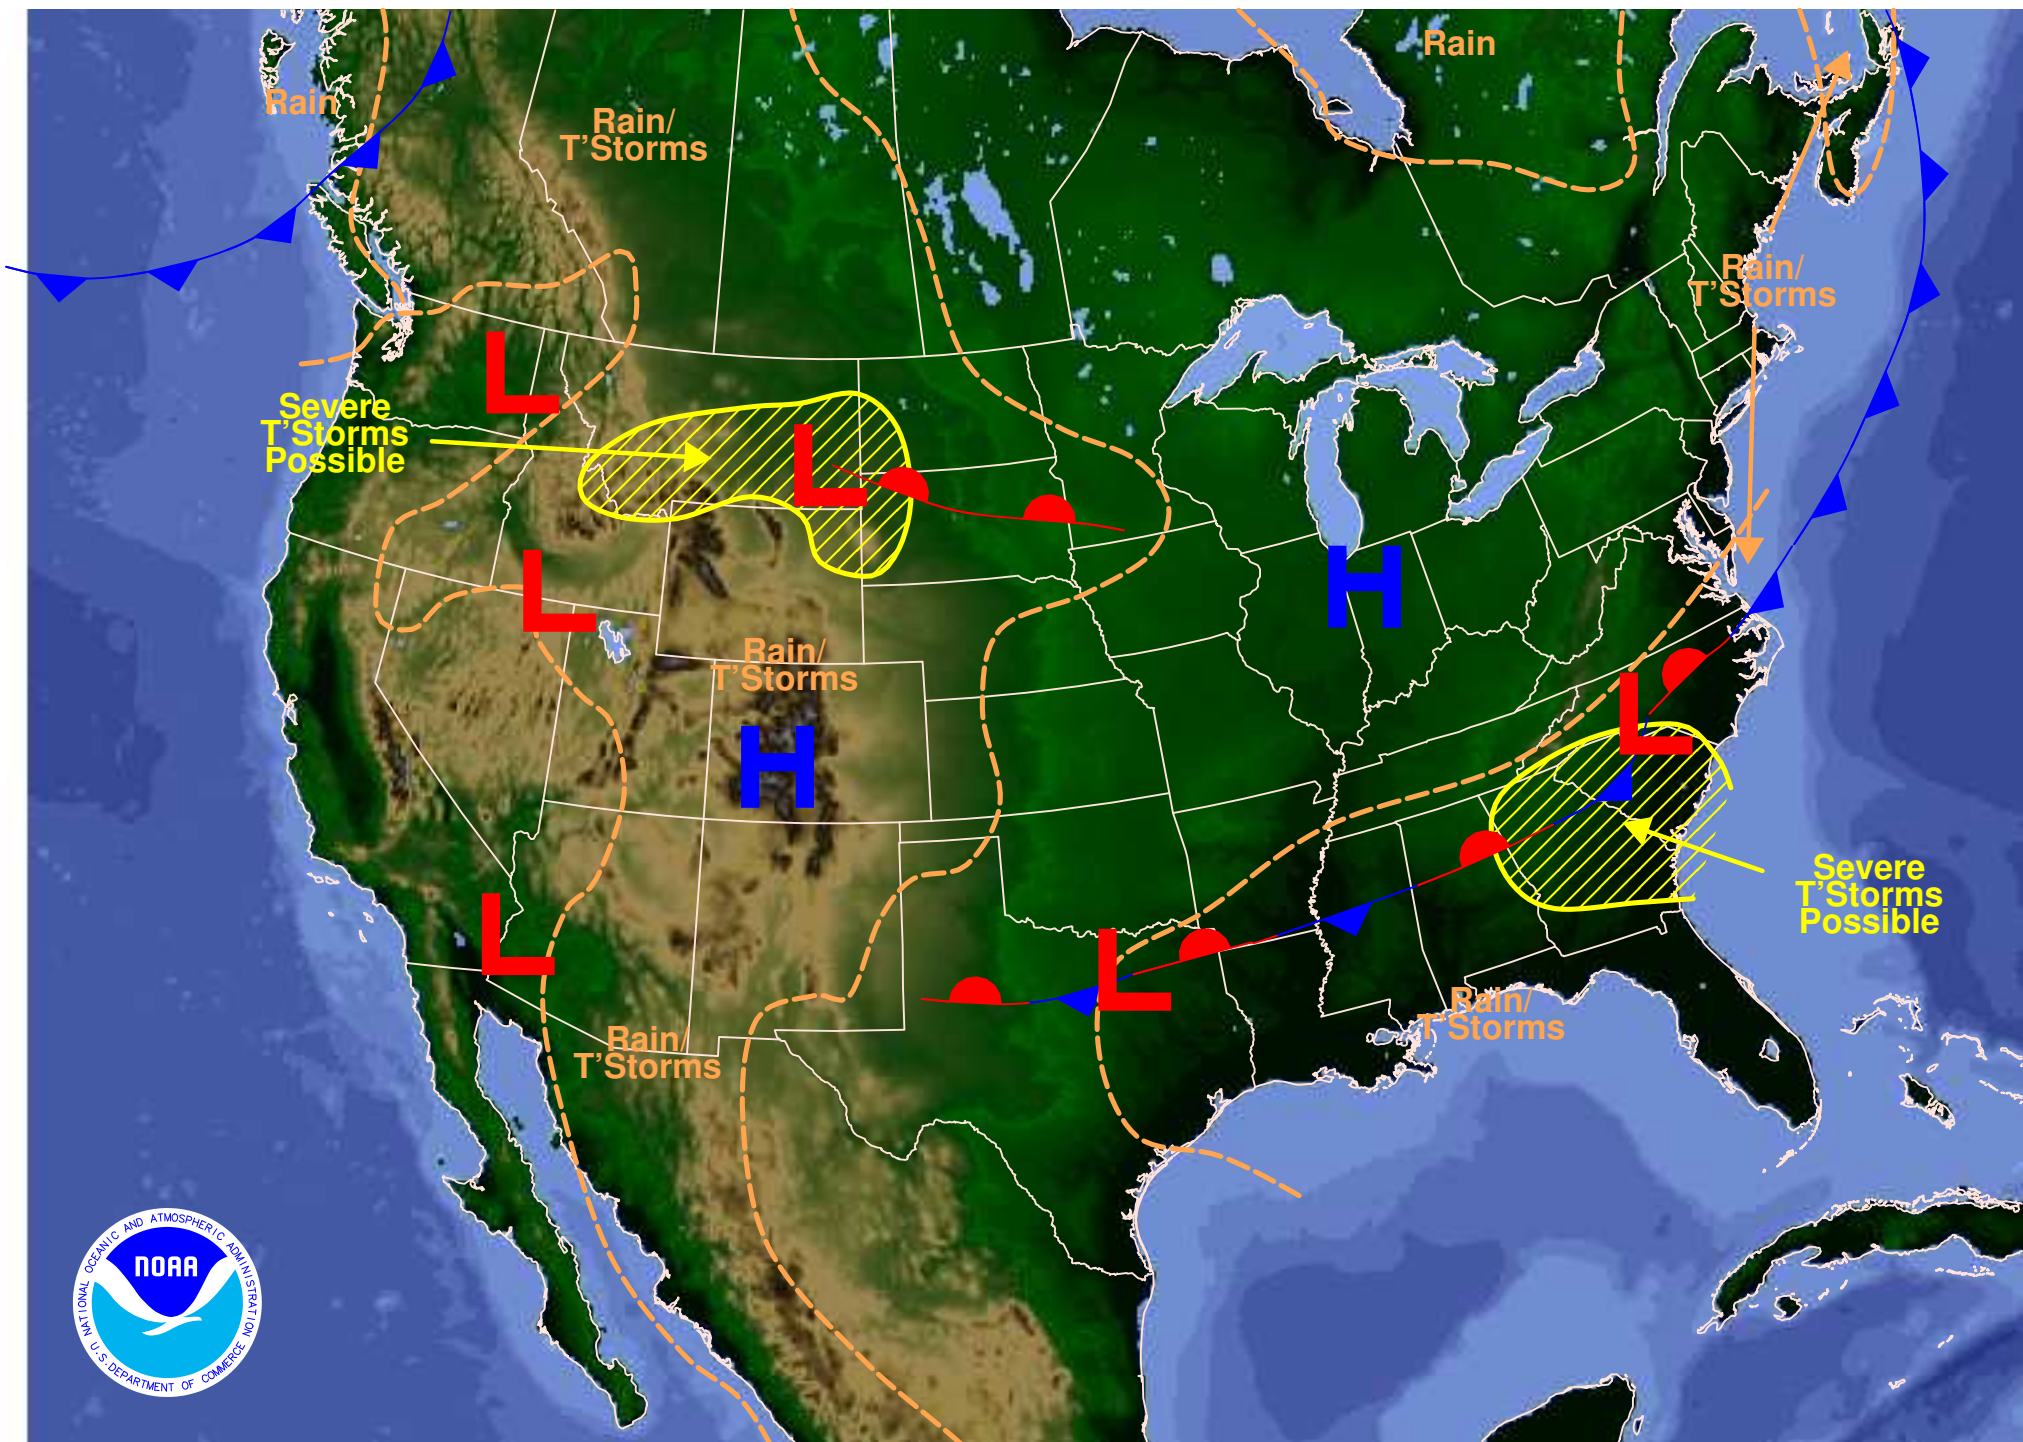 Rain
Rain
Rain/
T'Storms
Rain/
T'Storms
L
Severe
T'Storms
Possible
L
L
H
Rain/
T'Storms
H
L
Severe
T'Storms
Possible
L
L
Rain/
T'Storms
Rain/
T'Storms
NATIONAL OCEANIC AND ATMOSPHERIC ADMINISTRATION
NOAA
U.S. DEPARTMENT OF COMMERCE